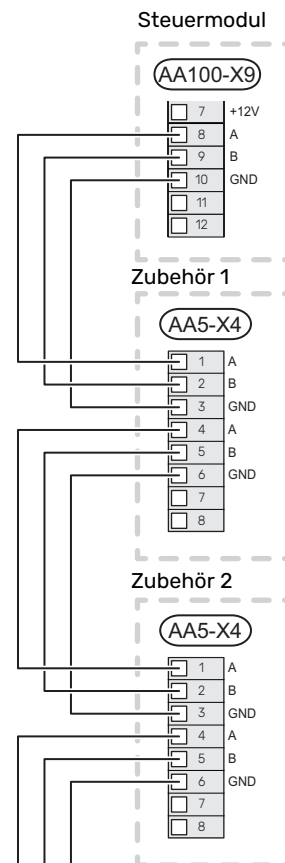 Steuermodul
AA100-X9
7 +12V
8 A
9 B
10 GND
11
12
Zubehör 1
AA5-X4
1 A
2 B
3 GND
4 A
5 B
6 GND
7
8
Zubehör 2
AA5-X4
1 A
2 B
3 GND
4 A
5 B
6 GND
7
8